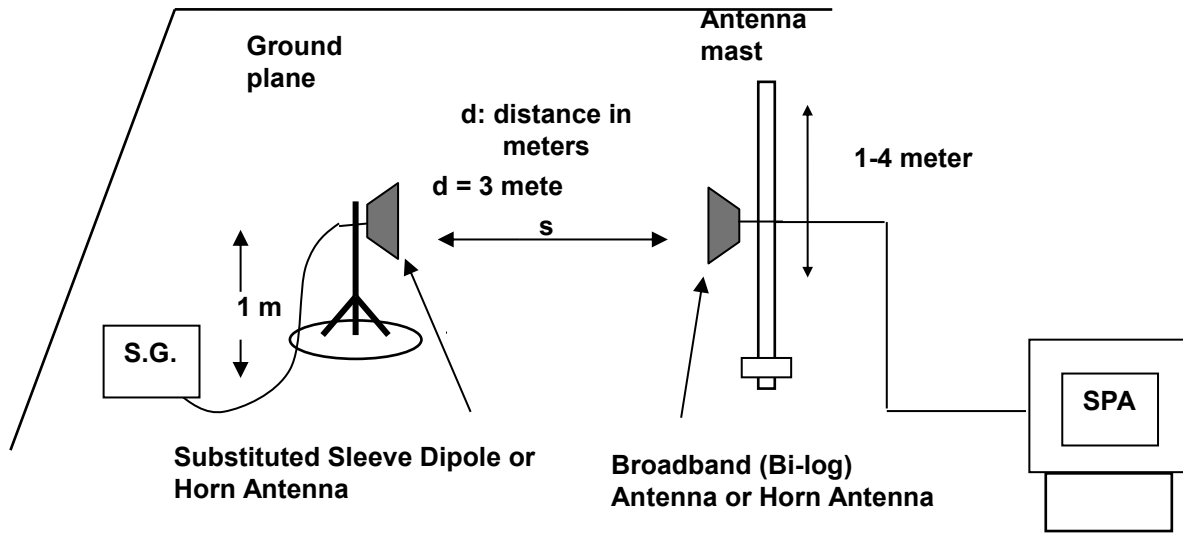 Ground
plane
Antenna
mast
d: distance in
meters
d = 3 mete
s
1-4 meter
1 m
S.G.
SPA
Substituted Sleeve Dipole or
Horn Antenna
Broadband (Bi-log)
Antenna or Horn Antenna